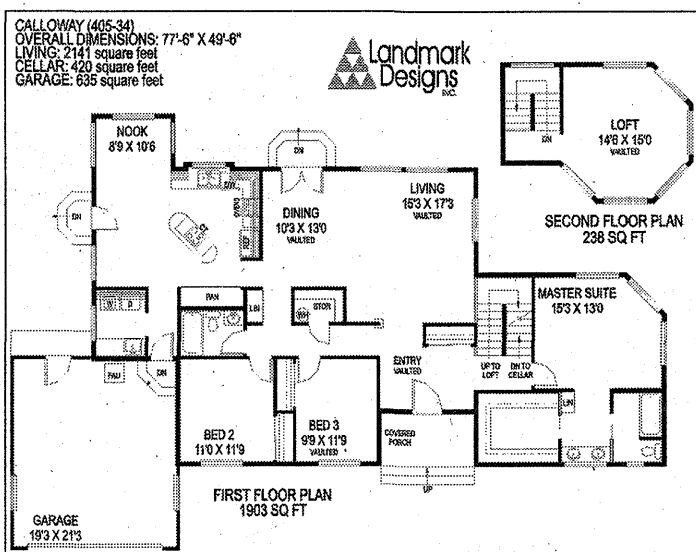 CALLOWAY (405-34)
OVERALL DIMENSIONS: 77'-6" X 49'-6"
LIVING: 2141 square feet
CELLAR: 420 square feet
GARAGE: 635 square feet
Landmark
Designs
INC.
NOOK
8'9 X 10'6
DN
LOFT
14'6 X 15'0
VAULTED
DN
SECOND FLOOR PLAN
238 SQ FT
LIVING
15'3 X 17'3
VAULTED
DINING
10'3 X 13'0
VAULTED
DN
PAN
LIN
STOR
WH
W
D
MASTER SUITE
15'3 X 13'0
ENTRY
VAULTED
UP TO
LOFT
DN TO
CELLAR
LIN
FAU
DN
BED 2
11'0 X 11'9
BED 3
9'9 X 11'9
VAULTED
COVERED
PORCH
UP
FIRST FLOOR PLAN
1903 SQ FT
GARAGE
19'3 X 21'3